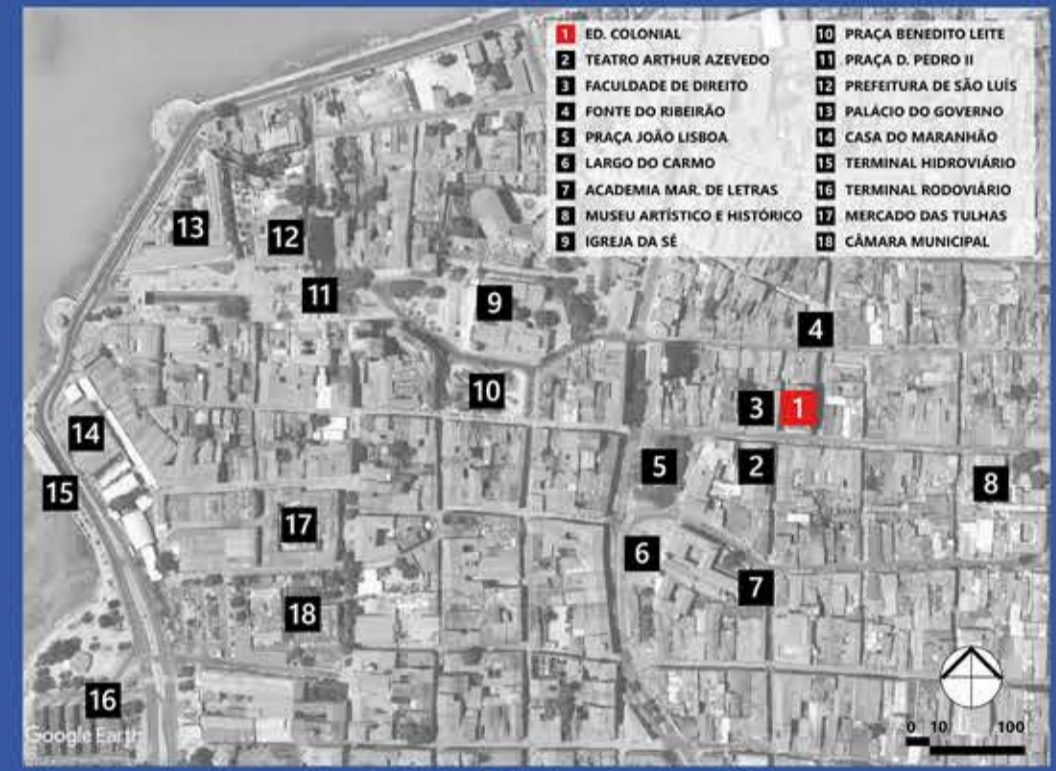 1 ED. COLONIAL
2 TEATRO ARTHUR AZEVEDO
3 FACULDADE DE DIREITO
4 FONTE DO RIBEIRÃO
5 PRAÇA JOÃO LISBOA
6 LARGO DO CARMO
7 ACADEMIA MAR. DE LETRAS
8 MUSEU ARTÍSTICO E HISTÓRICO
9 IGREJA DA SÉ
10 PRAÇA BENEDITO LEITE
11 PRAÇA D. PEDRO II
12 PREFEITURA DE SÃO LUÍS
13 PALÁCIO DO GOVERNO
14 CASA DO MARANHÃO
15 TERMINAL HIDROVIÁRIO
16 TERMINAL RODOVIÁRIO
17 MERCADO DAS TULHAS
18 CÂMARA MUNICIPAL
13
12
11
9
4
10
3 1
14
5
2
15
8
17
6
7
18
16
Google Earth
0 10 100